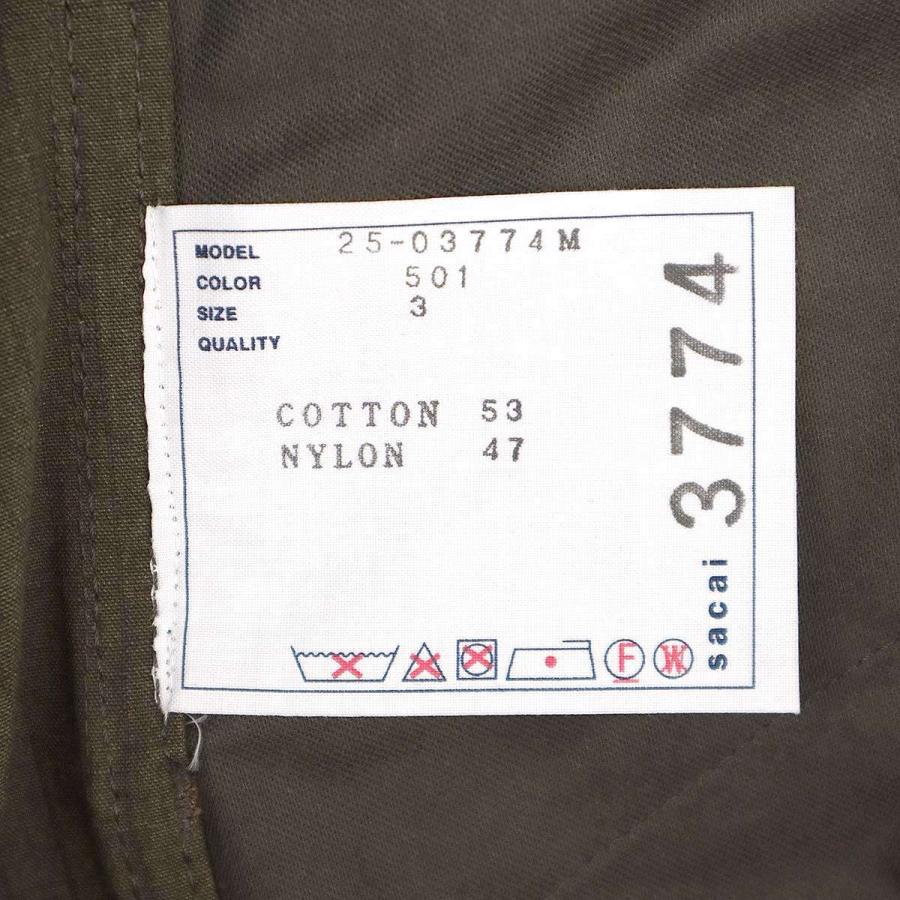 MODEL 25-03774M
COLOR 501
SIZE 3
QUALITY
COTTON 53
NYLON 47
F
W
sacai 3774